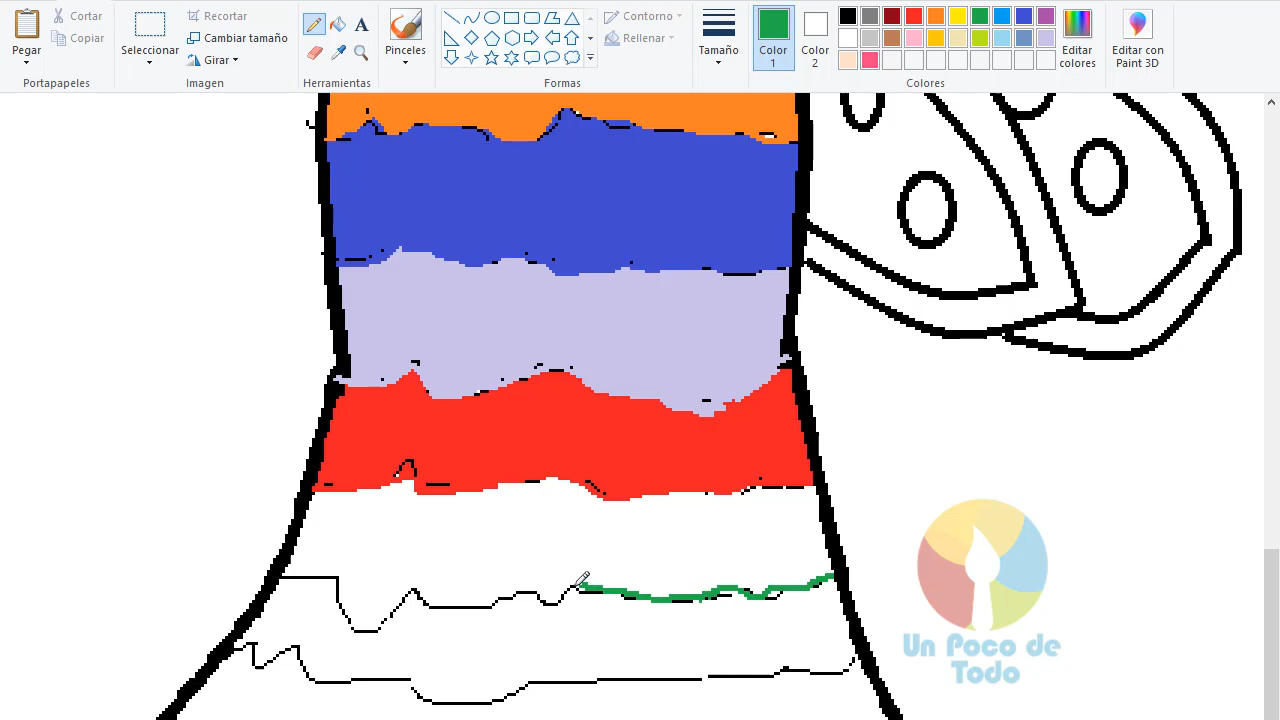 Pegar
Cortar
Copiar
Portapapeles
Seleccionar
Recortar
Cambiar tamaño
Girar
Imagen
A
Herramientas
Pinceles
Contorno
Rellenar
Formas
Tamaño
Color
1
Color
2
Editar
colores
Colores
Editar con
Paint 3D
Un Poco de
Todo